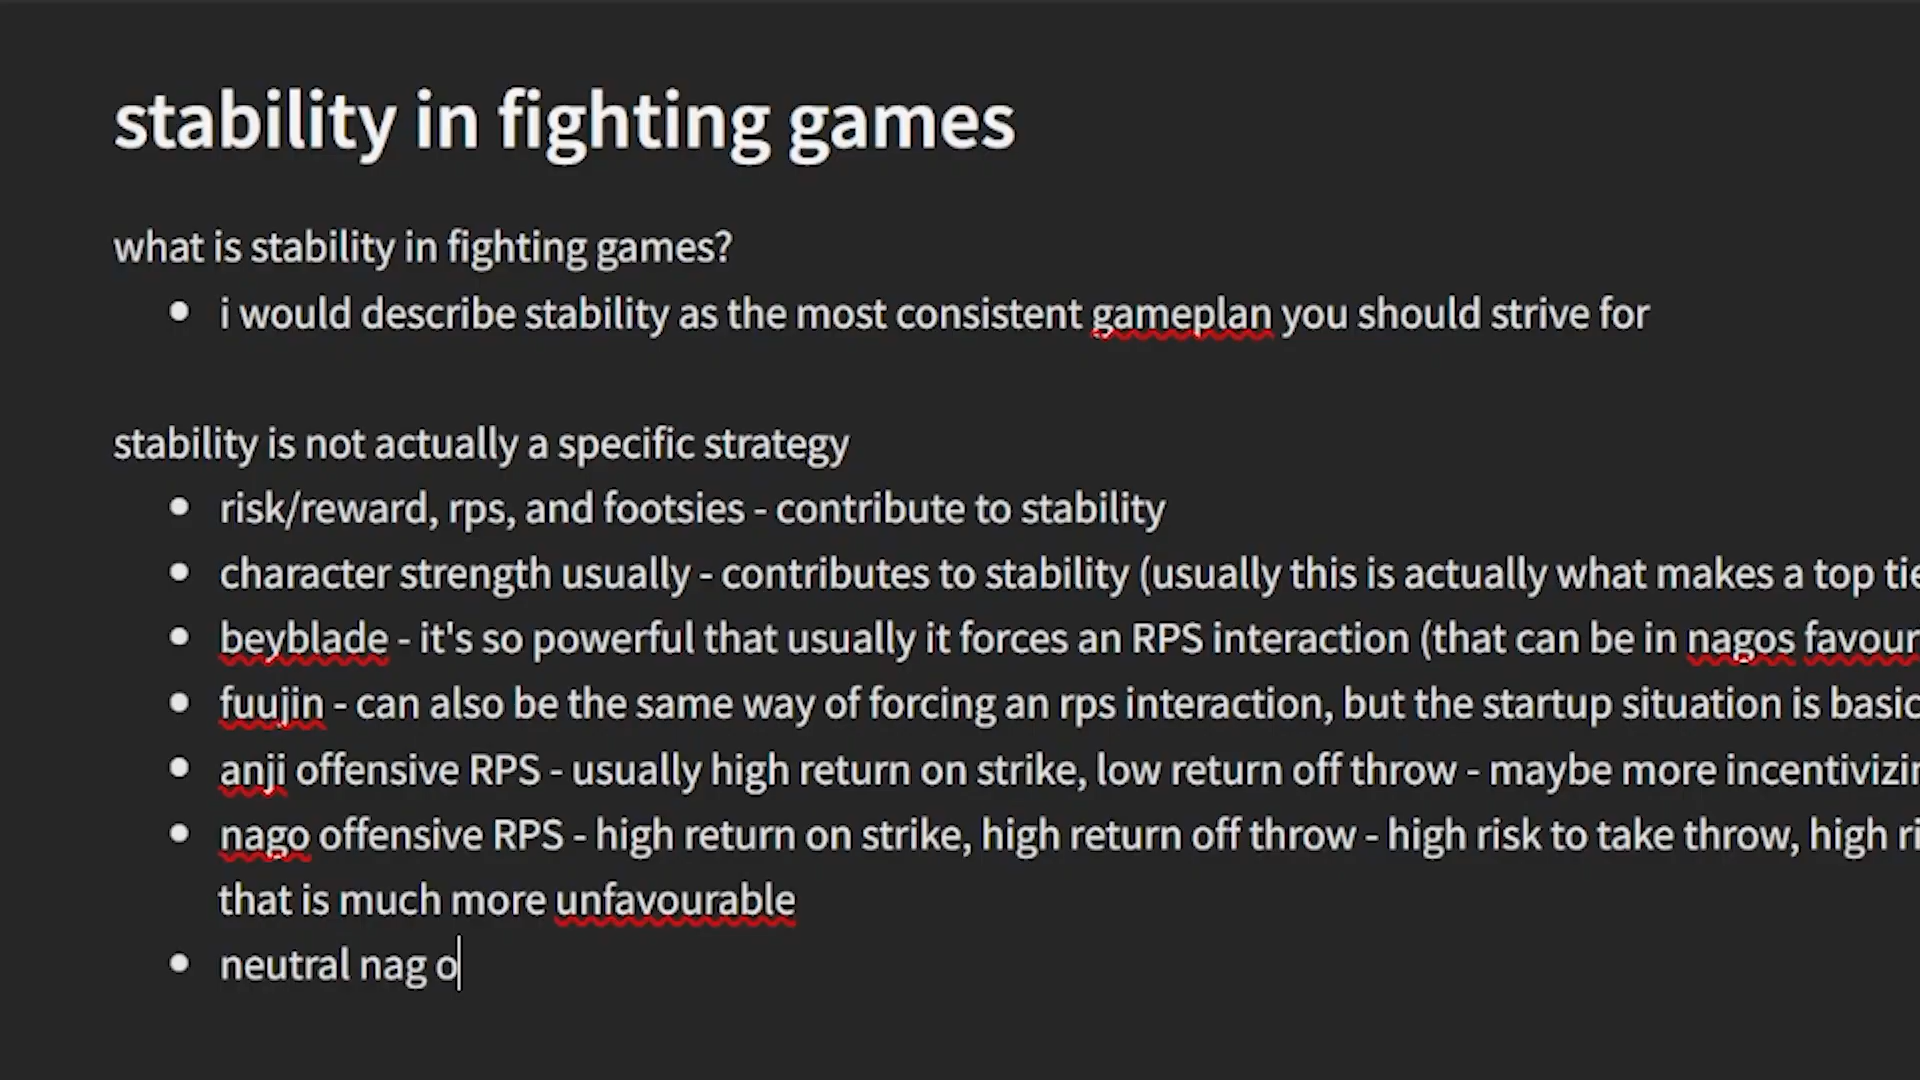 stability in fighting games
what is stability in fighting games?
i would describe stability as the most consistent gameplan you should strive for
stability is not actually a specific strategy
risk/reward, rps, and footsies - contribute to stability
character strength usually - contributes to stability (usually this is actually what makes a top
beyblade - it's so powerful that usually it forces an RPS interaction (that can be in nagos favour
fuujin - can also be the same way of forcing an rps interaction, but the startup situation is
anji offensive RPS - usually high return on strike, low return off throw - maybe more
nago offensive RPS - high return on strike, high return off throw - high risk to take throw, high
that is much more unfavourable
neutral nag o